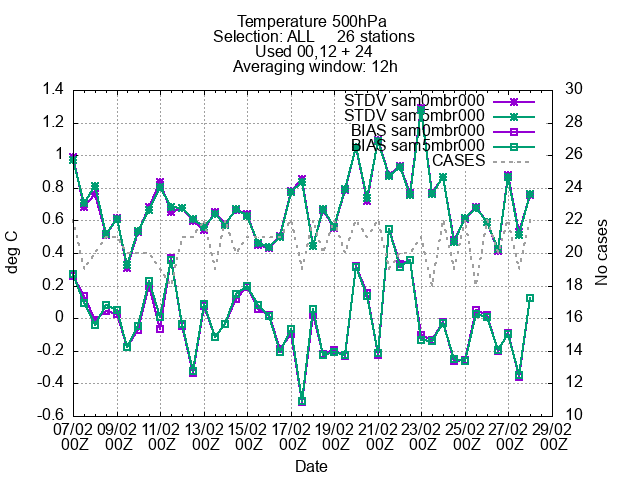 Temperature 500hPa
Selection: ALL 26 stations
Used 00,12 + 24
Averaging window: 12h
STDV sam0mbr000
STDV sam5mbr000
BIAS sam0mbr000
BIAS sam5mbr000
CASES
1.4
1.2
1
0.8
0.6
0.4
0.2
0
-0.2
-0.4
-0.6
deg C
30
28
26
24
22
20
18
16
14
12
10
No cases
07/02 09/02 11/02 13/02 15/02 17/02 19/02 21/02 23/02 25/02 27/02 29/02
00Z 00Z 00Z 00Z 00Z 00Z 00Z 00Z 00Z 00Z 00Z 00Z
Date